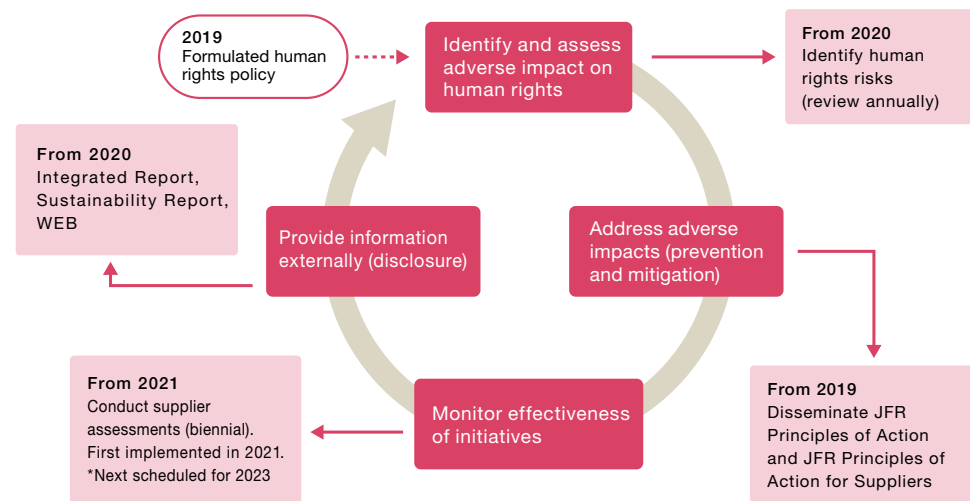 2019
Formulated human
rights policy
Identify and assess
adverse impact on
human rights
From 2020
Identify human
rights risks
(review annually)
From 2020
Integrated Report,
Sustainability Report,
WEB
Provide information
externally (disclosure)
Address adverse
impacts (prevention
and mitigation)
From 2021
Conduct supplier
assessments (biennial).
First implemented in 2021.
*Next scheduled for 2023
Monitor effectiveness
of initiatives
From 2019
Disseminate JFR
Principles of Action
and JFR Principles of
Action for Suppliers